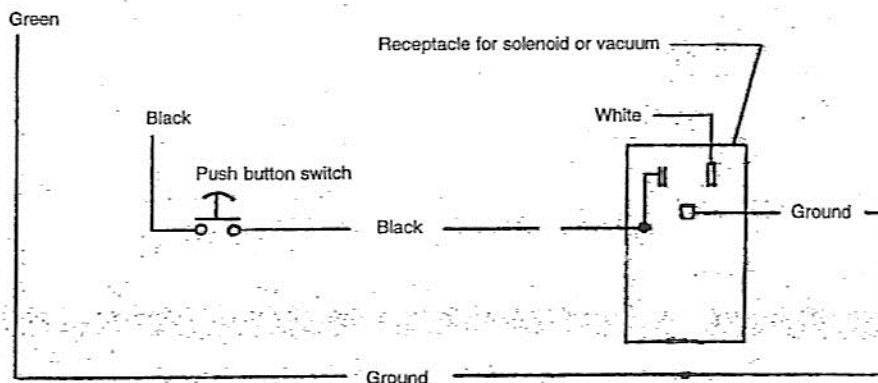 Green
Receptacle for solenoid or vacuum
Black
White
Push button switch
Black
Ground
Ground